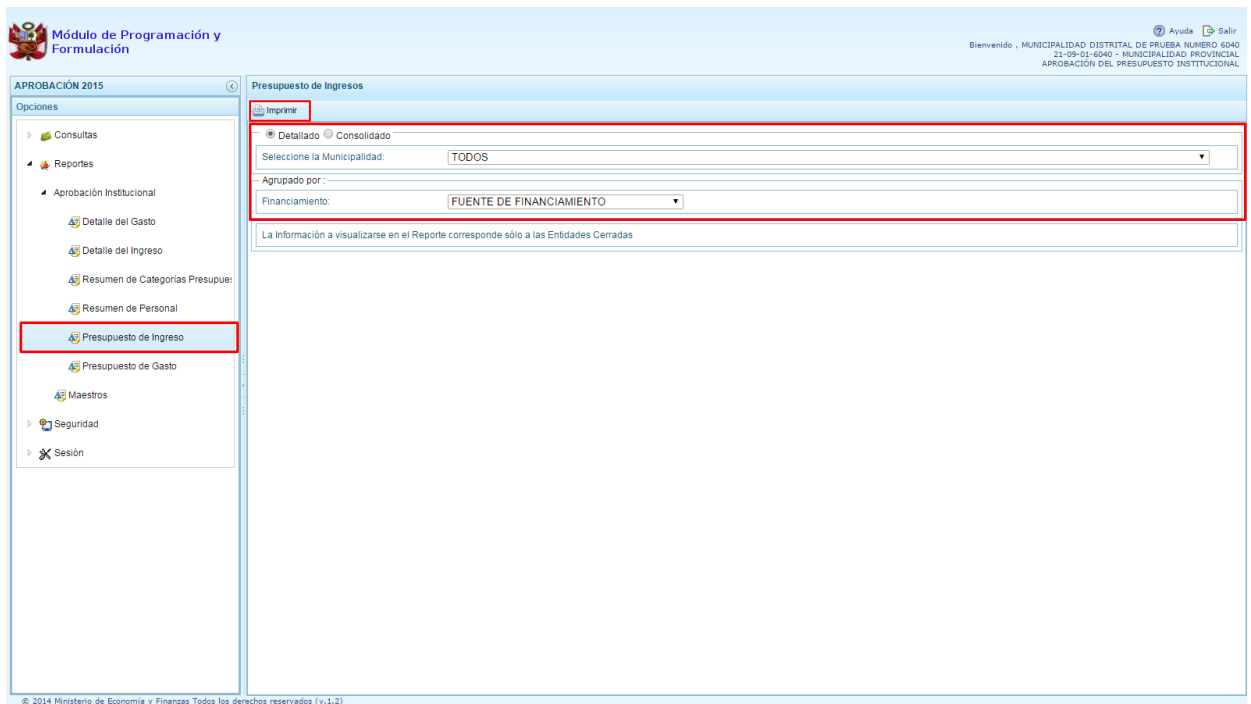 Módulo de Programación y
Formulación
Ayuda Salir
Bienvenido , MUNICIPALIDAD DISTRITAL DE PRUEBA NUMERO 6040
21-09-01-6040 - MUNICIPALIDAD PROVINCIAL
APROBACIÓN DEL PRESUPUESTO INSTITUCIONAL
APROBACIÓN 2015
Opciones
Consultas
Reportes
Aprobación Institucional
Detalle del Gasto
Detalle del Ingreso
Resumen de Categorías Presupues
Resumen de Personal
Presupuesto de Ingreso
Presupuesto de Gasto
Maestros
Seguridad
Sesión
Presupuesto de Ingresos
Imprimir
Detallado Consolidado
Seleccione la Municipalidad: TODOS
Agrupado por :
Financiamiento: FUENTE DE FINANCIAMIENTO
La Información a visualizarse en el Reporte corresponde sólo a las Entidades Cerradas
© 2014 Ministerio de Economía y Finanzas Todos los derechos reservados (v.1.2)